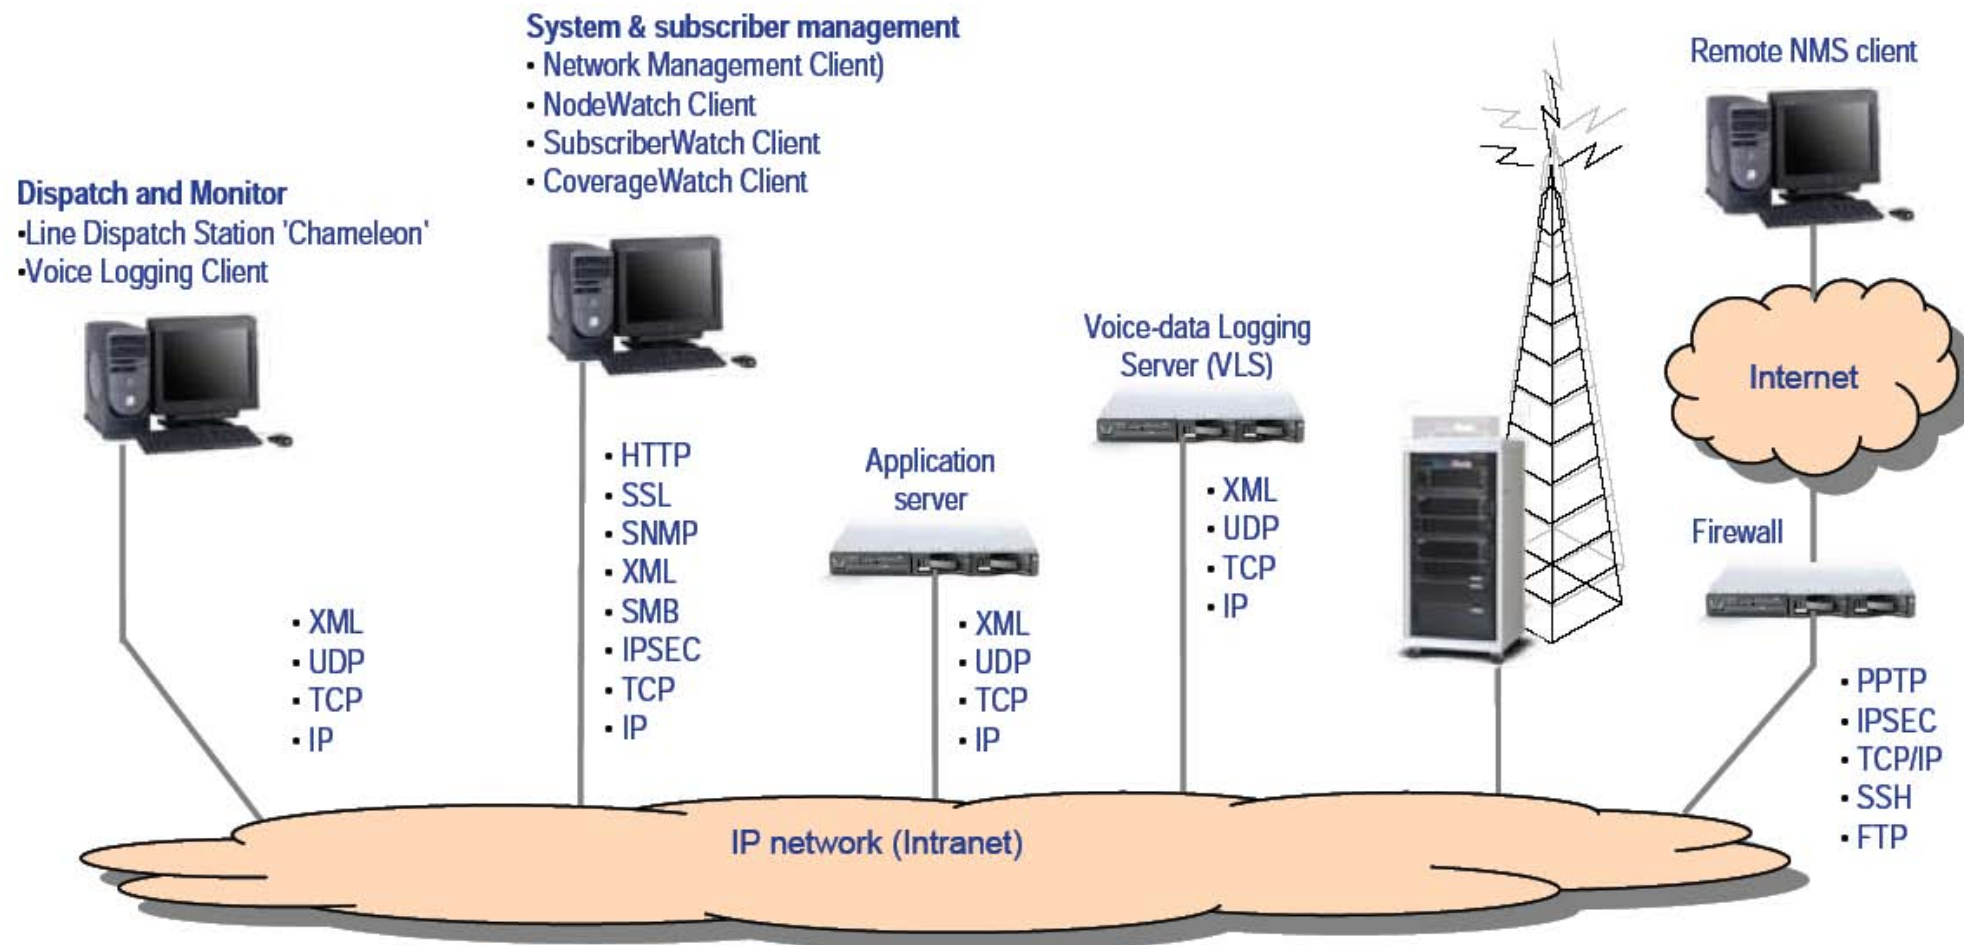 System & subscriber management
• Network Management Client)
• NodeWatch Client
• SubscriberWatch Client
• CoverageWatch Client
Remote NMS client
Dispatch and Monitor
•Line Dispatch Station 'Chameleon'
•Voice Logging Client
Voice-data Logging
Server (VLS)
Internet
• HTTP
• SSL
• SNMP
• XML
• SMB
• IPSEC
• TCP
• IP
Application
server
• XML
• UDP
• TCP
• IP
Firewall
• XML
• UDP
• TCP
• IP
• XML
• UDP
• TCP
• IP
• PPTP
• IPSEC
• TCP/IP
• SSH
• FTP
IP network (Intranet)